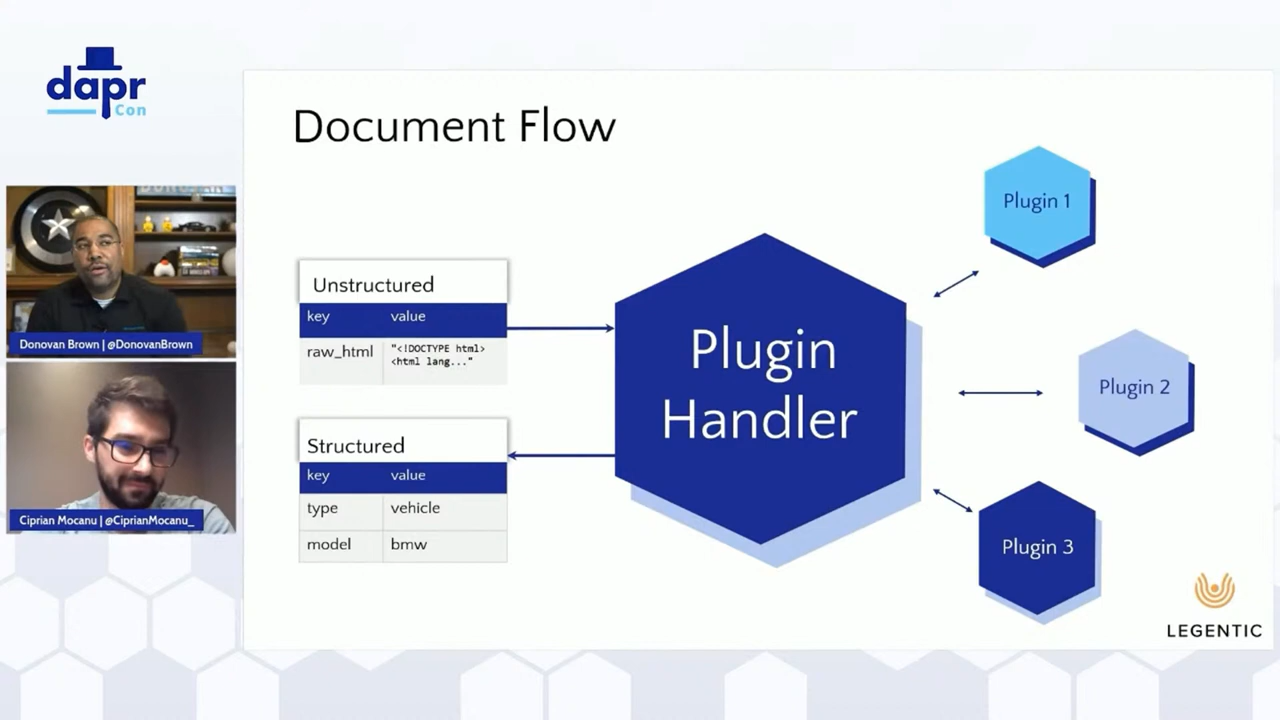 dapr
Con
Document Flow
Unstructured
key value
raw_html "<!DOCTYPE html>
<html lang..."
Structured
key value
type vehicle
model bmw
Plugin
Handler
Plugin 1
Plugin 2
Plugin 3
LEGENTIC
Donovan Brown | @DonovanBrown
Ciprian Mocanu | @CiprianMocanu_